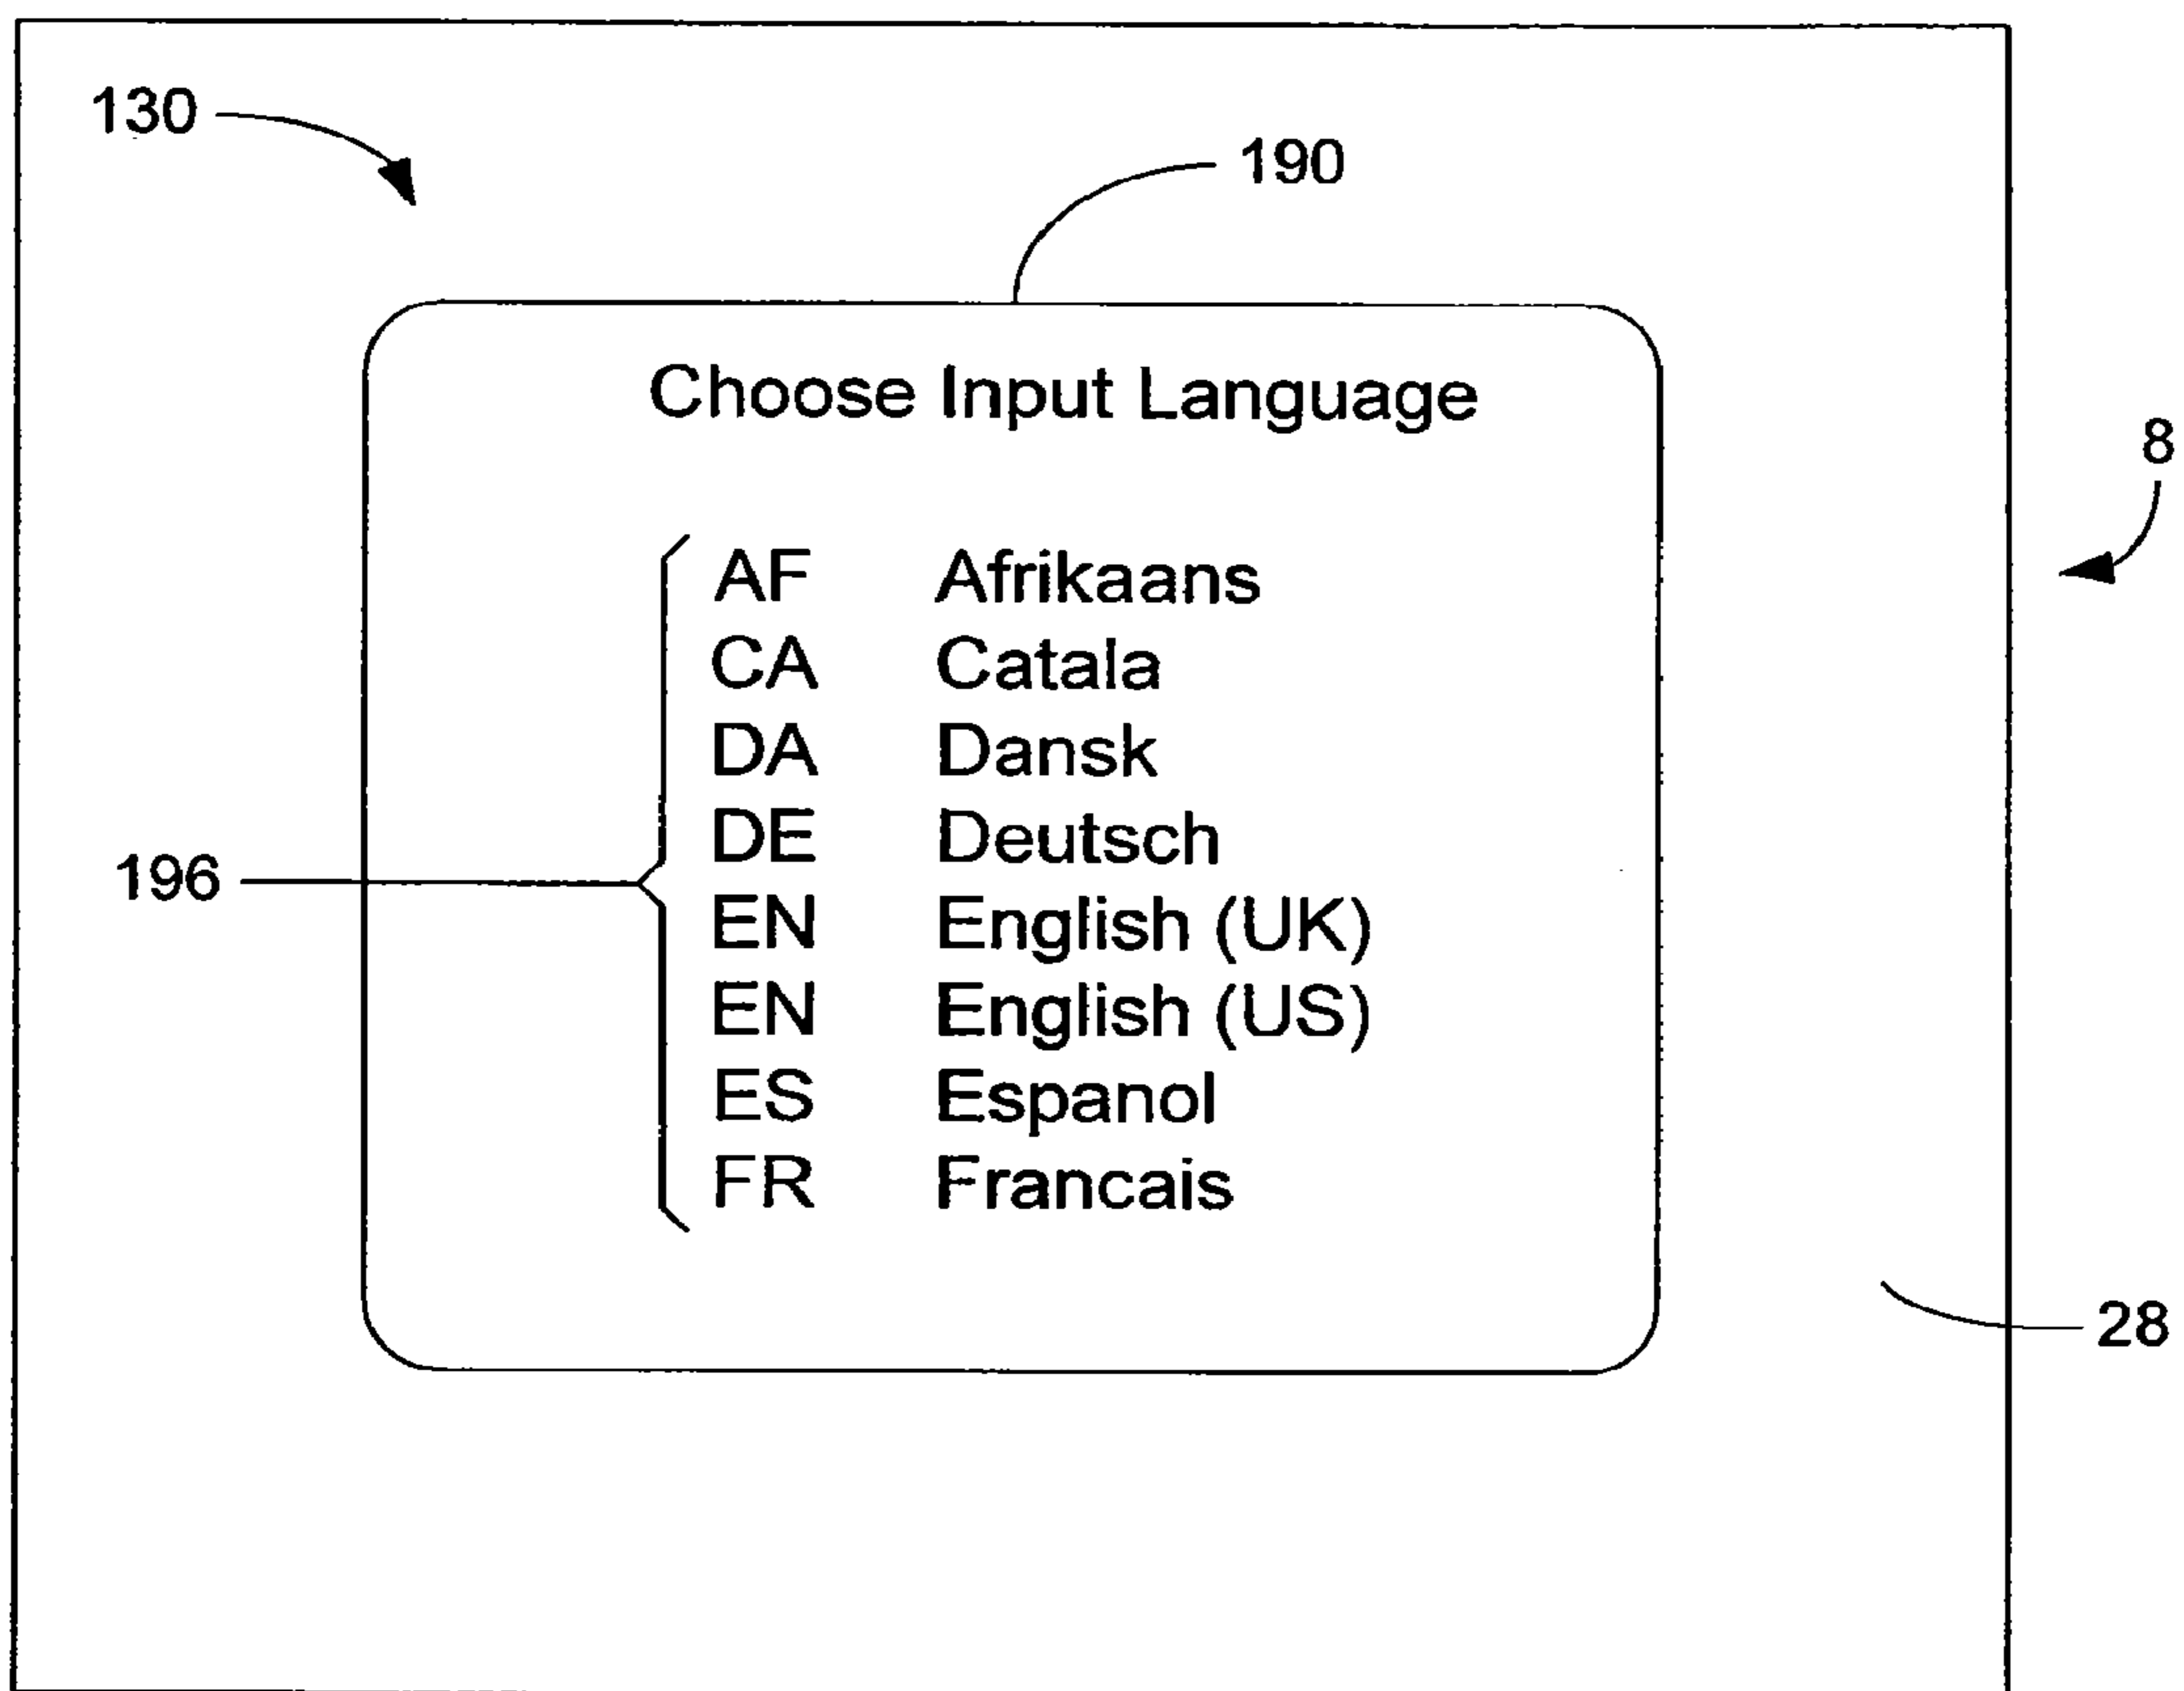 130
190
Choose Input Language
8
AF Afrikaans
CA Catala
DA Dansk
DE Deutsch
196
EN English (UK)
EN English (US)
ES Espanol
FR Francais
28